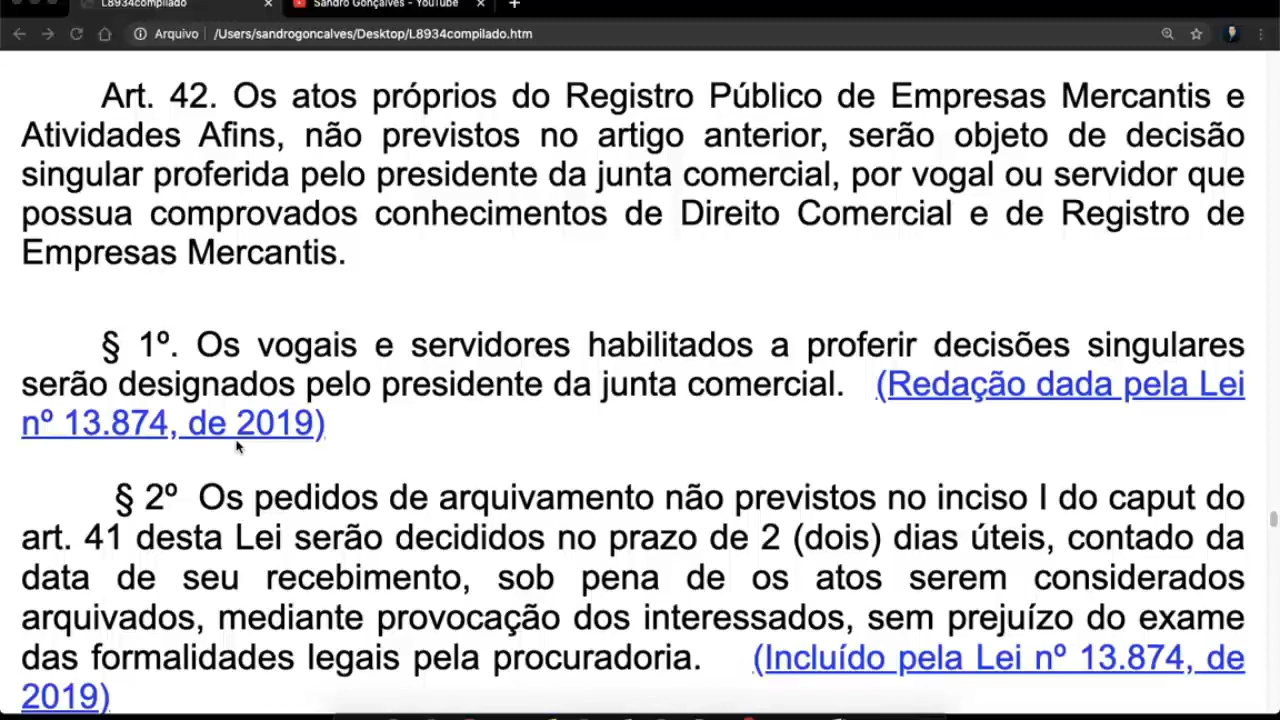 L8934compilado
Sandro Gonçalves - YouTube
Arquivo /Users/sandrogoncalves/Desktop/L8934compilado.htm
Art. 42. Os atos próprios do Registro Público de Empresas Mercantis e
Atividades Afins, não previstos no artigo anterior, serão objeto de decisão
singular proferida pelo presidente da junta comercial, por vogal ou servidor que
possua comprovados conhecimentos de Direito Comercial e de Registro de
Empresas Mercantis.
§ 1º. Os vogais e servidores habilitados a proferir decisões singulares
serão designados pelo presidente da junta comercial. (Redação dada pela Lei
nº 13.874, de 2019)
§ 2º Os pedidos de arquivamento não previstos no inciso I do caput do
art. 41 desta Lei serão decididos no prazo de 2 (dois) dias úteis, contado da
data de seu recebimento, sob pena de os atos serem considerados
arquivados, mediante provocação dos interessados, sem prejuízo do exame
das formalidades legais pela procuradoria. (Incluído pela Lei nº 13.874, de
2019)